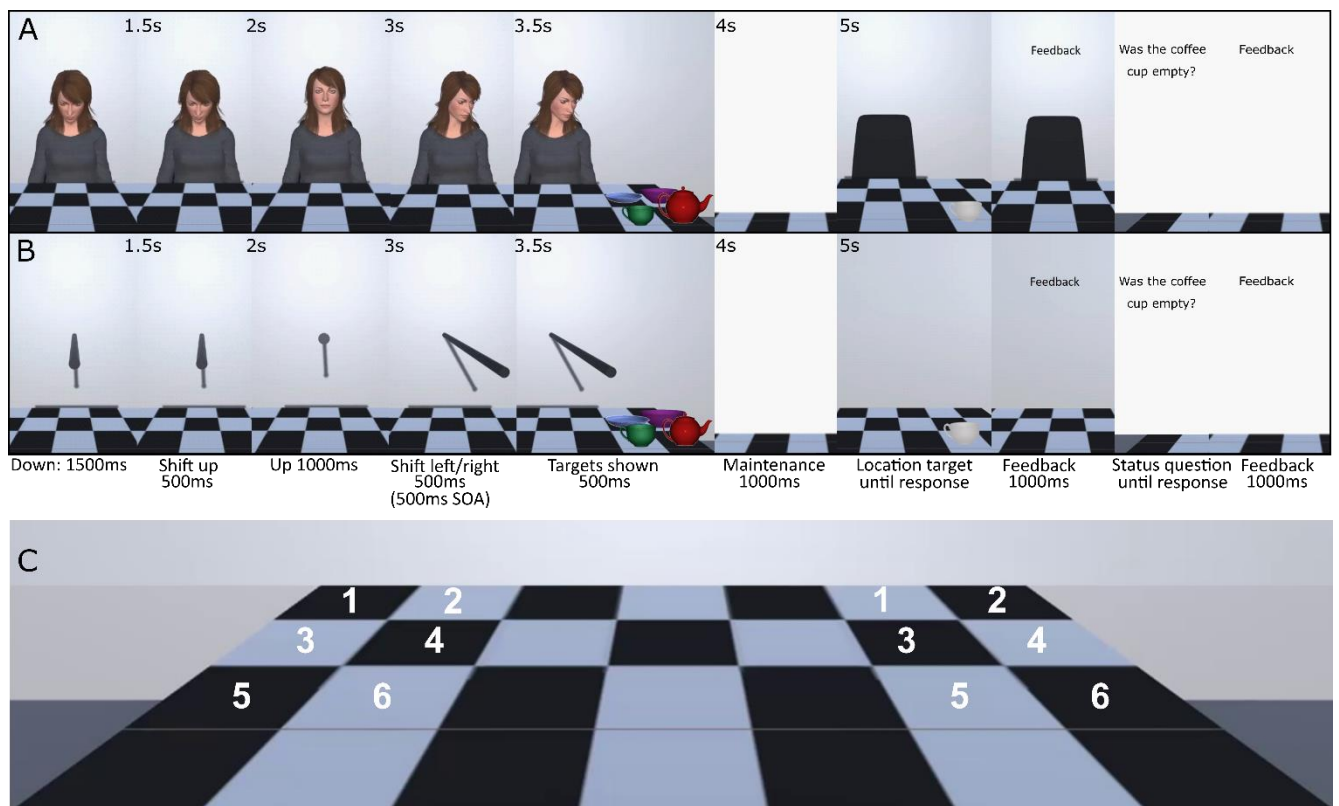 A
1.5s
2s
3s
3.5s
4s
5s
Feedback
Was the coffee
cup empty?
Feedback
B
1.5s
2s
3s
3.5s
4s
5s
Feedback
Was the coffee
cup empty?
Feedback
Down: 1500ms
Shift up
500ms
Up 1000ms
Shift left/right
500ms
(500ms SOA)
Targets shown
500ms
Maintenance
1000ms
Location target
until response
Feedback
1000ms
Status question
until response
Feedback
1000ms
C
1 2 1 2
3 4 3 4
5 6 5 6